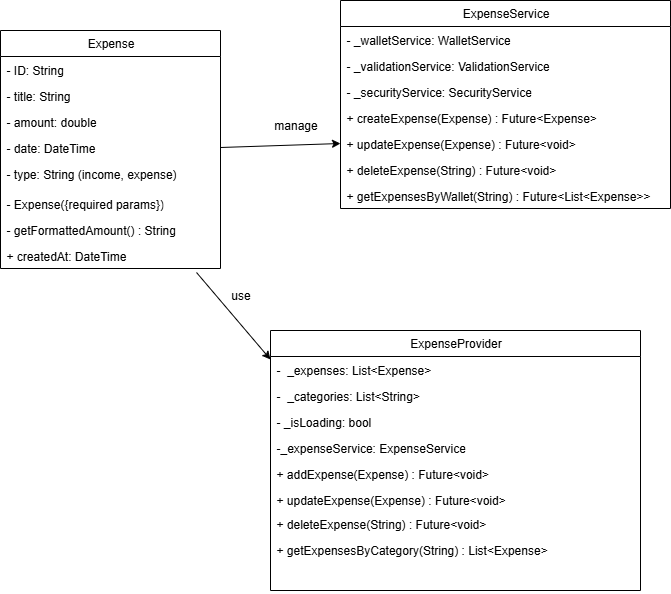 Expense
- ID: String
- title: String
- amount: double
- date: DateTime
- type: String (income, expense)
- Expense({required params})
- getFormattedAmount() : String
+ createdAt: DateTime
manage
ExpenseService
- _walletService: WalletService
- _validationService: ValidationService
- _securityService: SecurityService
+ createExpense(Expense) : Future<Expense>
+ updateExpense(Expense) : Future<void>
+ deleteExpense(String) : Future<void>
+ getExpensesByWallet(String) : Future<List<Expense>>
use
ExpenseProvider
- _expenses: List<Expense>
- _categories: List<String>
- _isLoading: bool
-_expenseService: ExpenseService
+ addExpense(Expense) : Future<void>
+ updateExpense(Expense) : Future<void>
+ deleteExpense(String) : Future<void>
+ getExpensesByCategory(String) : List<Expense>